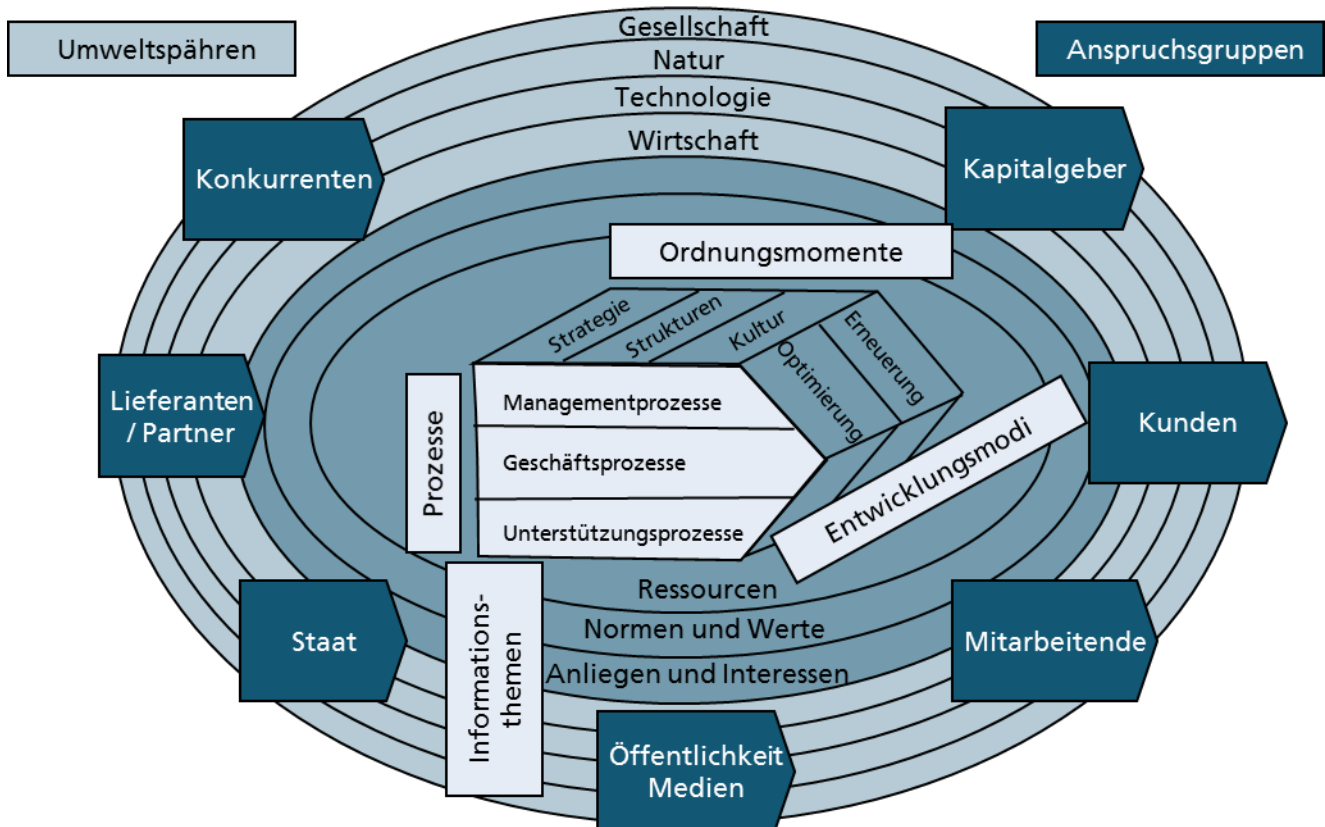 Umweltspähren
Anspruchsgruppen
Gesellschaft
Natur
Technologie
Wirtschaft
Konkurrenten
Kapitalgeber
Ordnungsmomente
Strategie
Strukturen
Kultur
Erneuerung
Optimierung
Lieferanten
/ Partner
Prozesse
Managementprozesse
Geschäftsprozesse
Unterstützungsprozesse
Entwicklungsmodi
Kunden
Ressourcen
Normen und Werte
Anliegen und Interessen
Staat
Informations-
themen
Mitarbeitende
Öffentlichkeit
Medien